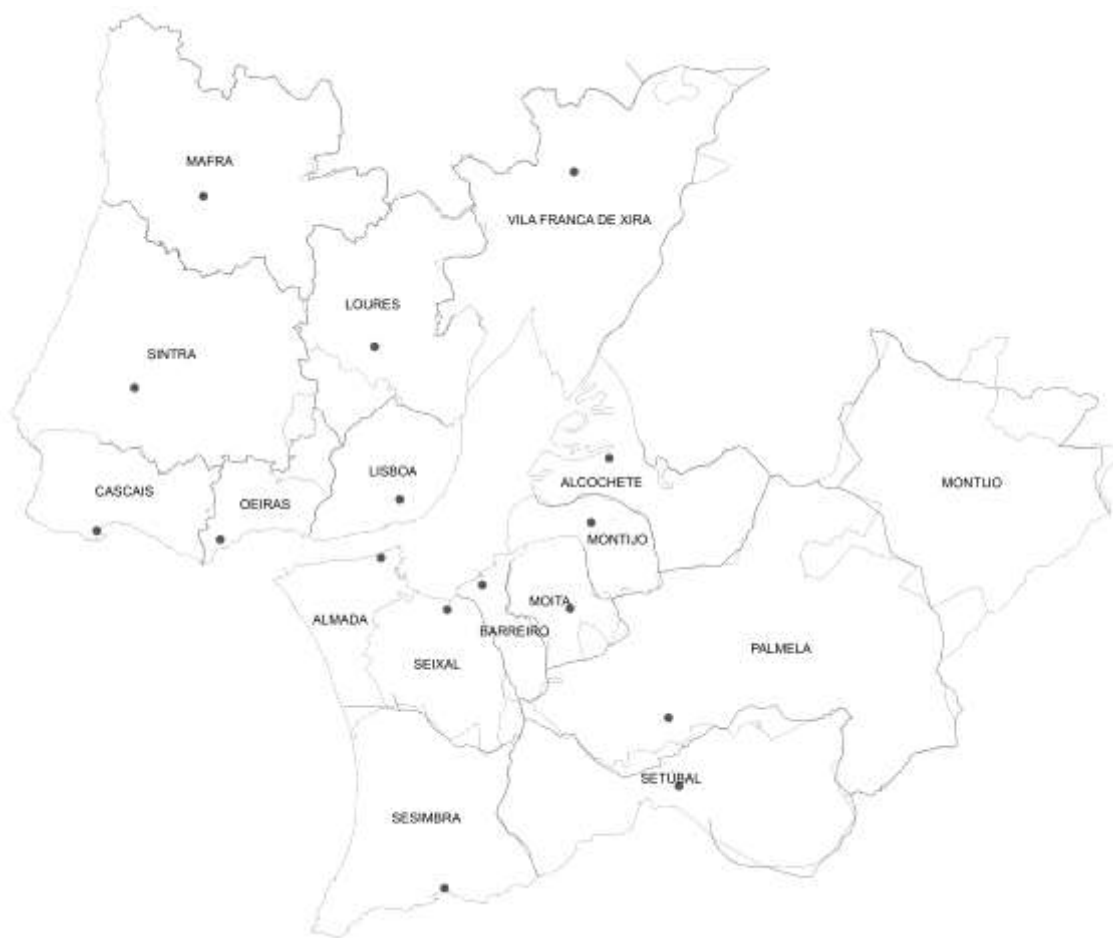 MAFRA
VILA FRANCA DE XIRA
LOURES
SINTRA
LISBOA
CASCAIS
OEIRAS
ALCOCHETE
MONTIJO
MONTIJO
MOITA
ALMADA
BARREIRO
SEIXAL
PALMELA
SETÚBAL
SESIMBRA